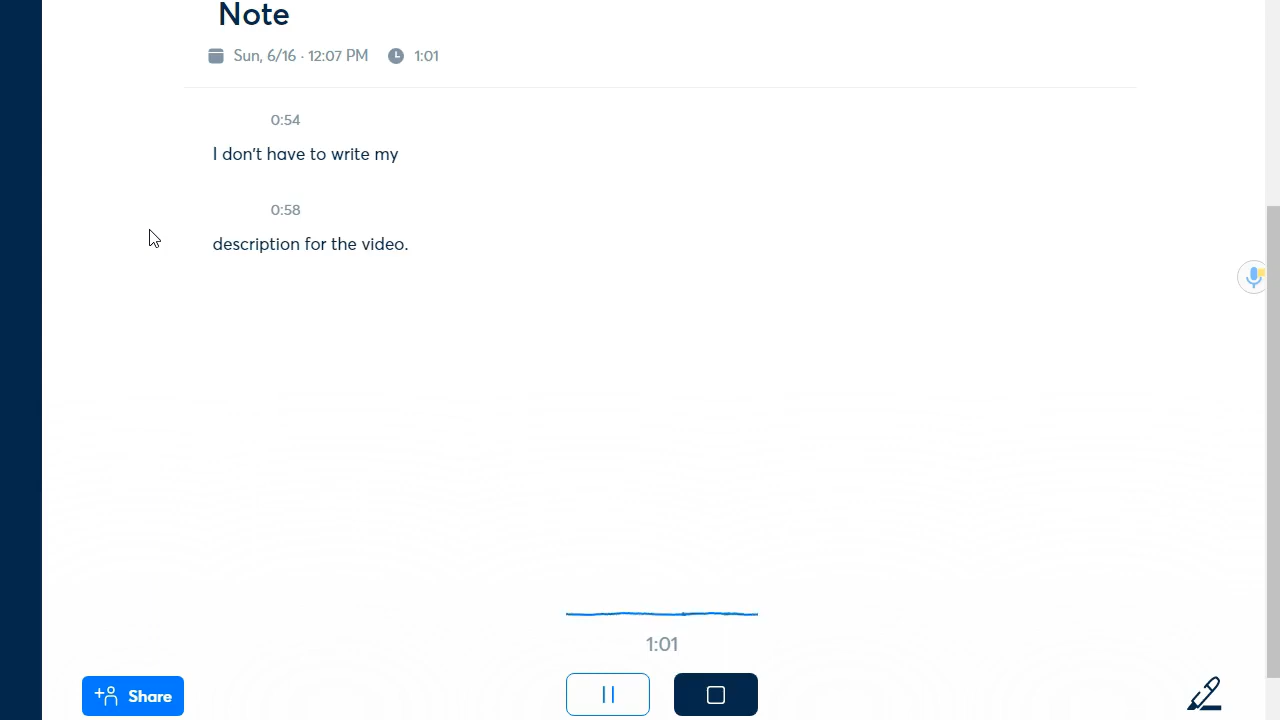 Note
Sun, 6/16 · 12:07 PM 1:01
0:54
I don't have to write my
0:58
description for the video.
1:01
Share